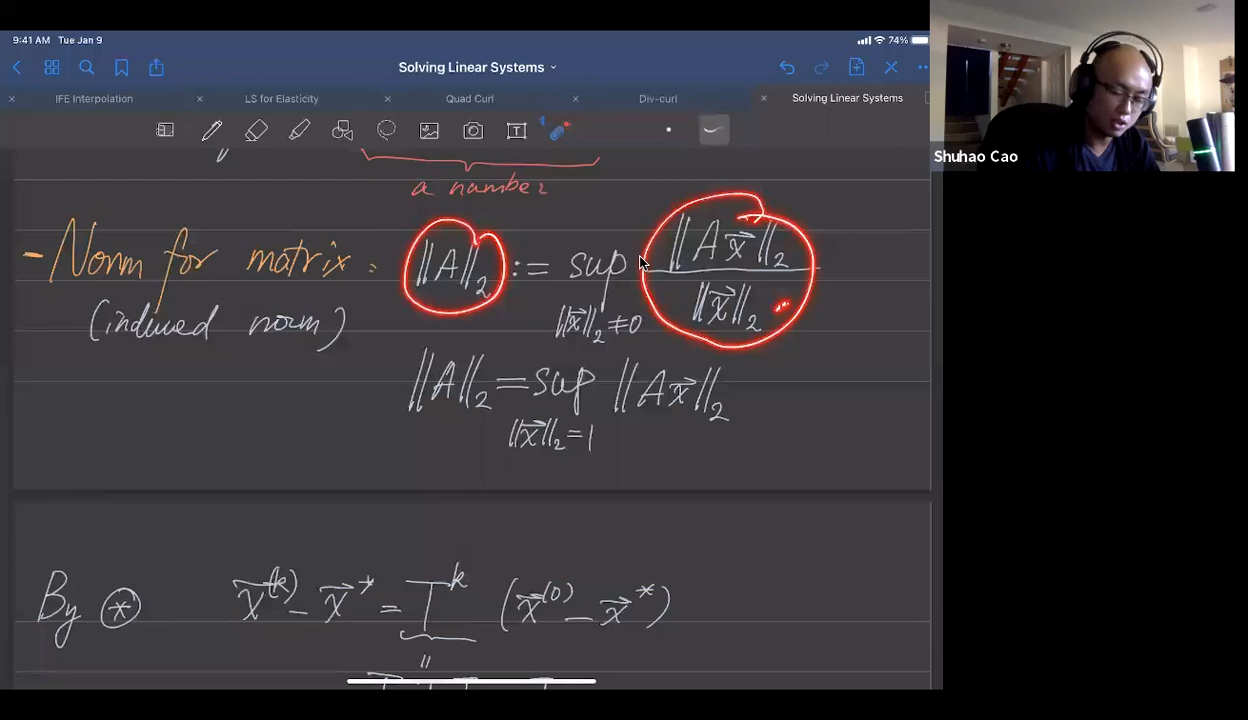 9:41 AM Tue Jan 9
74%
Solving Linear Systems
IFE Interpolation
LS for Elasticity
Quad Curl
Div-curl
Solving Linear Systems
Shuhao Cao
a number
- Norm for matrix : ‖A‖₂ := sup ‖Ax⃗‖₂
‖x⃗‖₂≠0 ‖x⃗‖₂
(induced norm)
‖A‖₂ = sup ‖Ax⃗‖₂
‖x⃗‖₂=1
By ⊛ x⃗^(k) − x⃗^* = T^k (x⃗^(0) − x⃗^*)